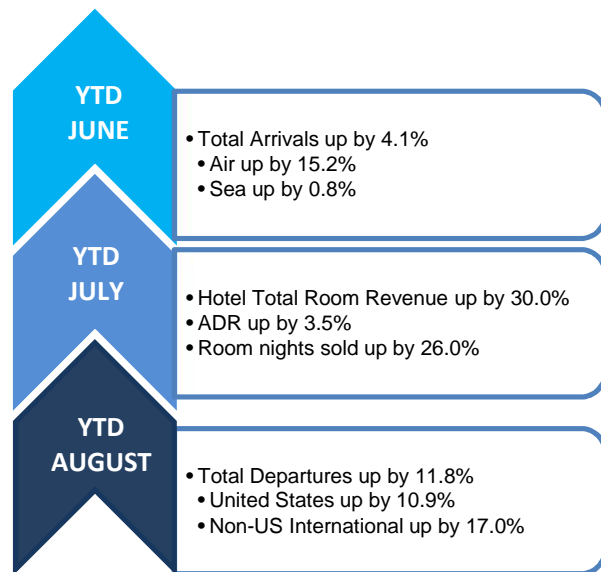 YTD
JUNE
• Total Arrivals up by 4.1%
• Air up by 15.2%
• Sea up by 0.8%
YTD
JULY
• Hotel Total Room Revenue up by 30.0%
• ADR up by 3.5%
• Room nights sold up by 26.0%
YTD
AUGUST
• Total Departures up by 11.8%
• United States up by 10.9%
• Non-US International up by 17.0%